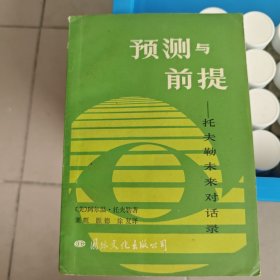 预测与
前提
——托夫勒未来对话录
〔美〕阿尔温·托夫勒著
国际文化出版公司